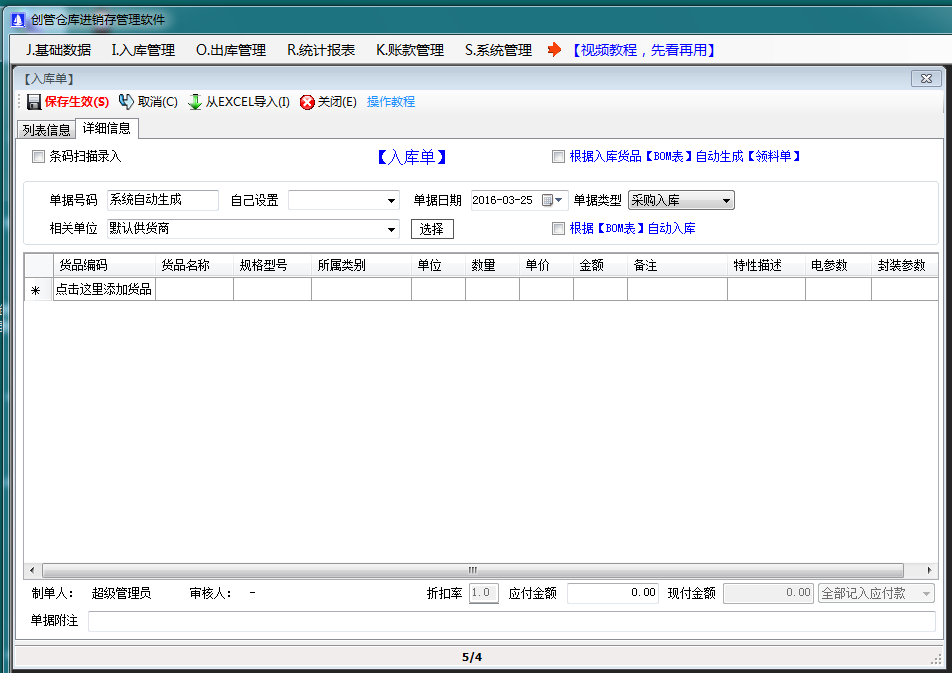 创管仓库进销存管理软件
J.基础数据 I.入库管理 O.出库管理 R.统计报表 K.账款管理 S.系统管理 【视频教程，先看再用】
【入库单】
保存生效(S) 取消(C) 从EXCEL导入(I) 关闭(E) 操作教程
列表信息 详细信息
条码扫描录入 【入库单】 根据入库货品【BOM表】自动生成【领料单】
单据号码 系统自动生成 自己设置 单据日期 2016-03-25 单据类型 采购入库
相关单位 默认供货商 选择 根据【BOM表】自动入库
货品编码 货品名称 规格型号 所属类别 单位 数量 单价 金额 备注 特性描述 电参数 封装参数
* 点击这里添加货品
制单人： 超级管理员 审核人： - 折扣率 1.0 应付金额 0.00 现付金额 0.00 全部记入应付款
单据附注
5/4